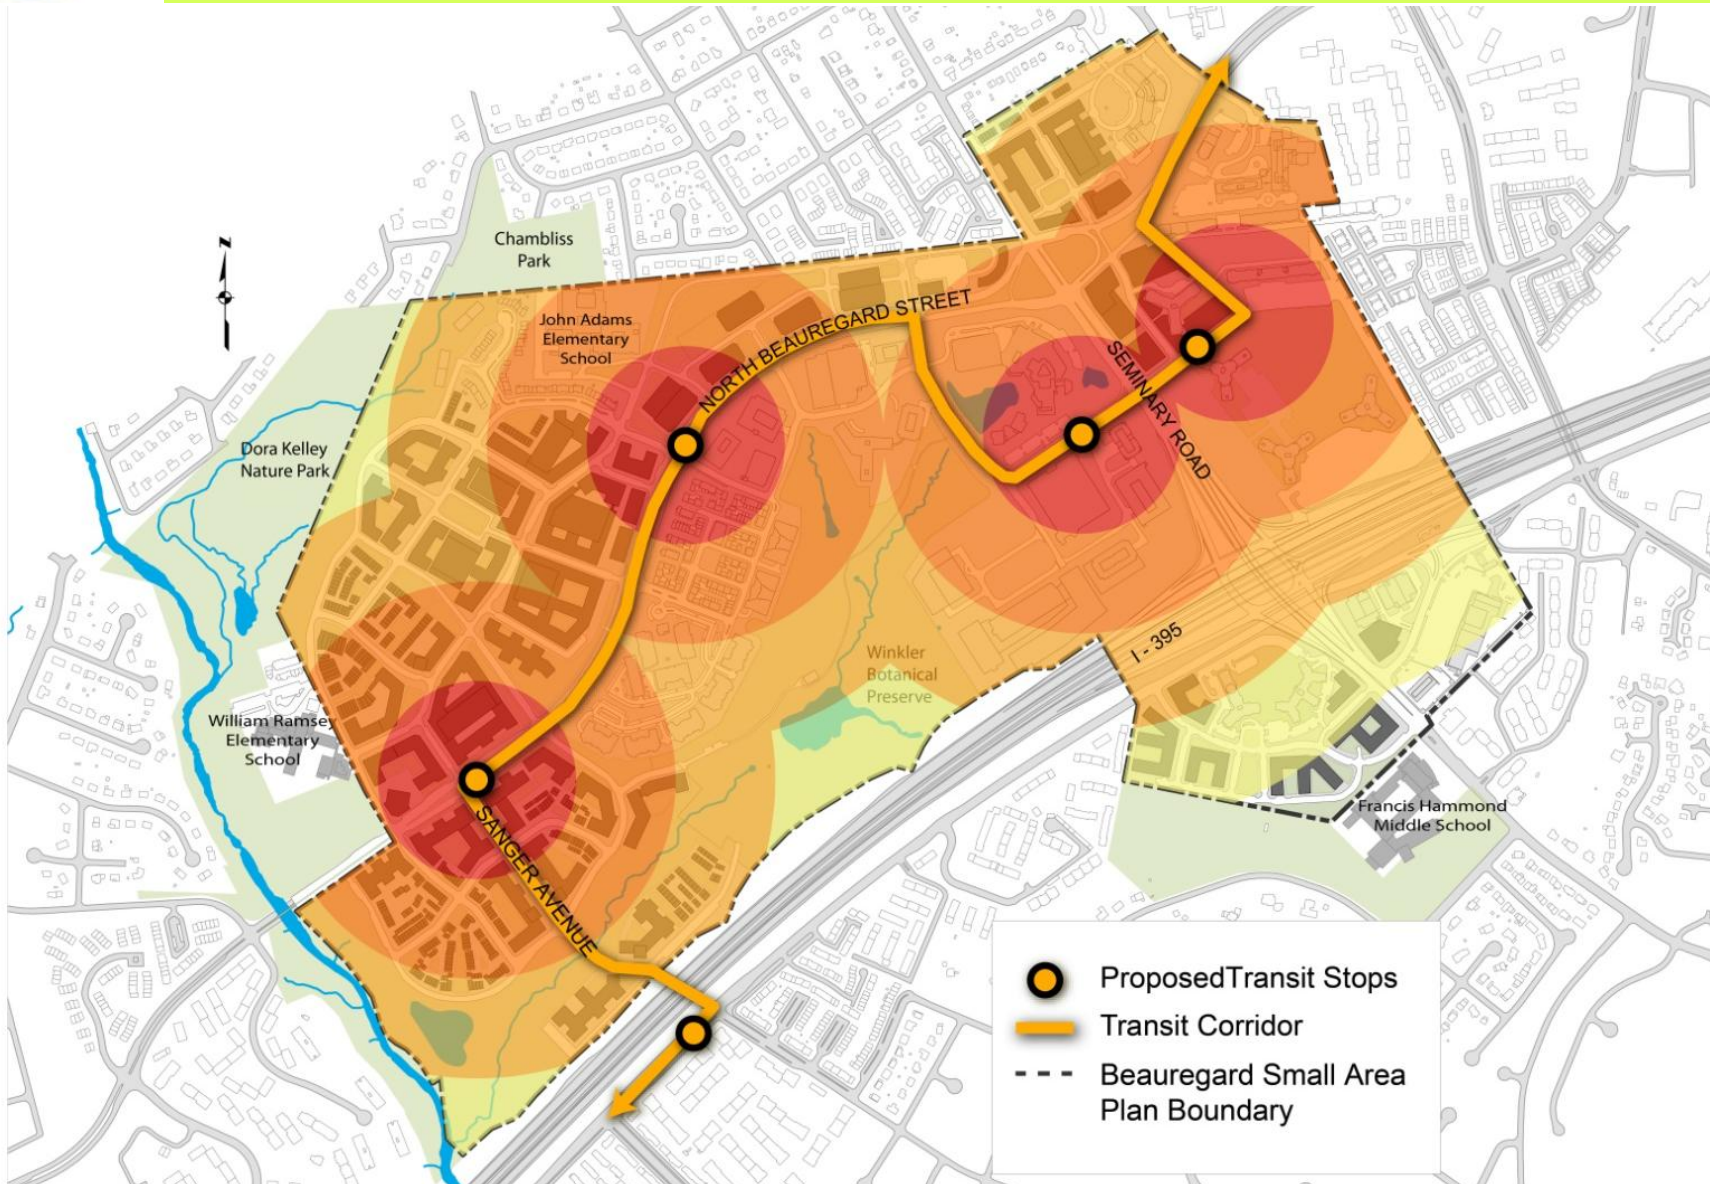 Chambliss
Park
N
John Adams
Elementary
School
NORTH BEAUREGARD STREET
SEMINARY ROAD
Dora Kelley
Nature Park
Winkler
Botanical
Preserve
I - 395
William Ramsey
Elementary
School
SANGER AVENUE
Francis Hammond
Middle School
ProposedTransit Stops
Transit Corridor
Beauregard Small Area
Plan Boundary